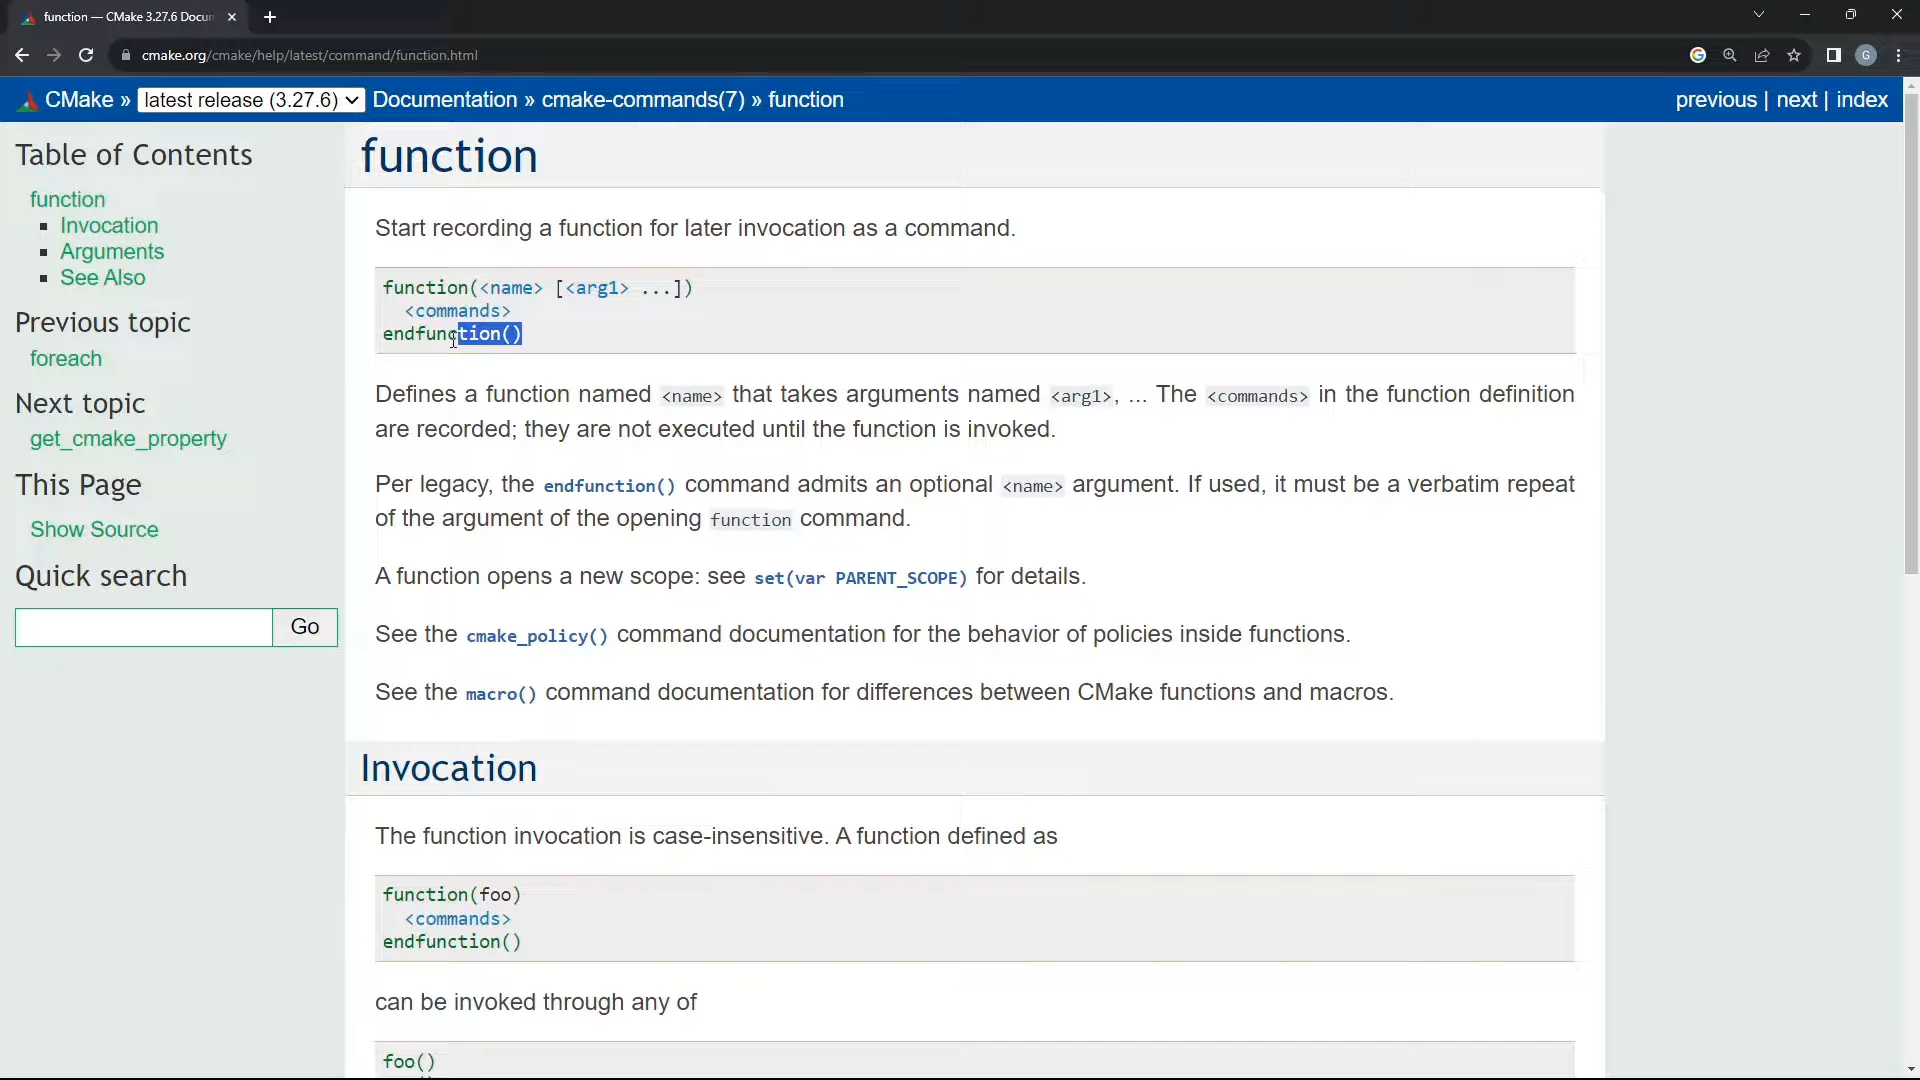 function — CMake 3.27.6 Docu
cmake.org/cmake/help/latest/command/function.html
G
CMake » latest release (3.27.6) Documentation » cmake-commands(7) » function
previous | next | index
Table of Contents
function
Invocation
Arguments
See Also
Previous topic
foreach
Next topic
get_cmake_property
This Page
Show Source
Quick search
Go
function
Start recording a function for later invocation as a command.
function(<name> [<arg1> ...])
<commands>
endfunction()
Defines a function named <name> that takes arguments named <arg1>, ... The <commands> in the function definition
are recorded; they are not executed until the function is invoked.
Per legacy, the endfunction() command admits an optional <name> argument. If used, it must be a verbatim repeat
of the argument of the opening function command.
A function opens a new scope: see set(var PARENT_SCOPE) for details.
See the cmake_policy() command documentation for the behavior of policies inside functions.
See the macro() command documentation for differences between CMake functions and macros.
Invocation
The function invocation is case-insensitive. A function defined as
function(foo)
<commands>
endfunction()
can be invoked through any of
foo()